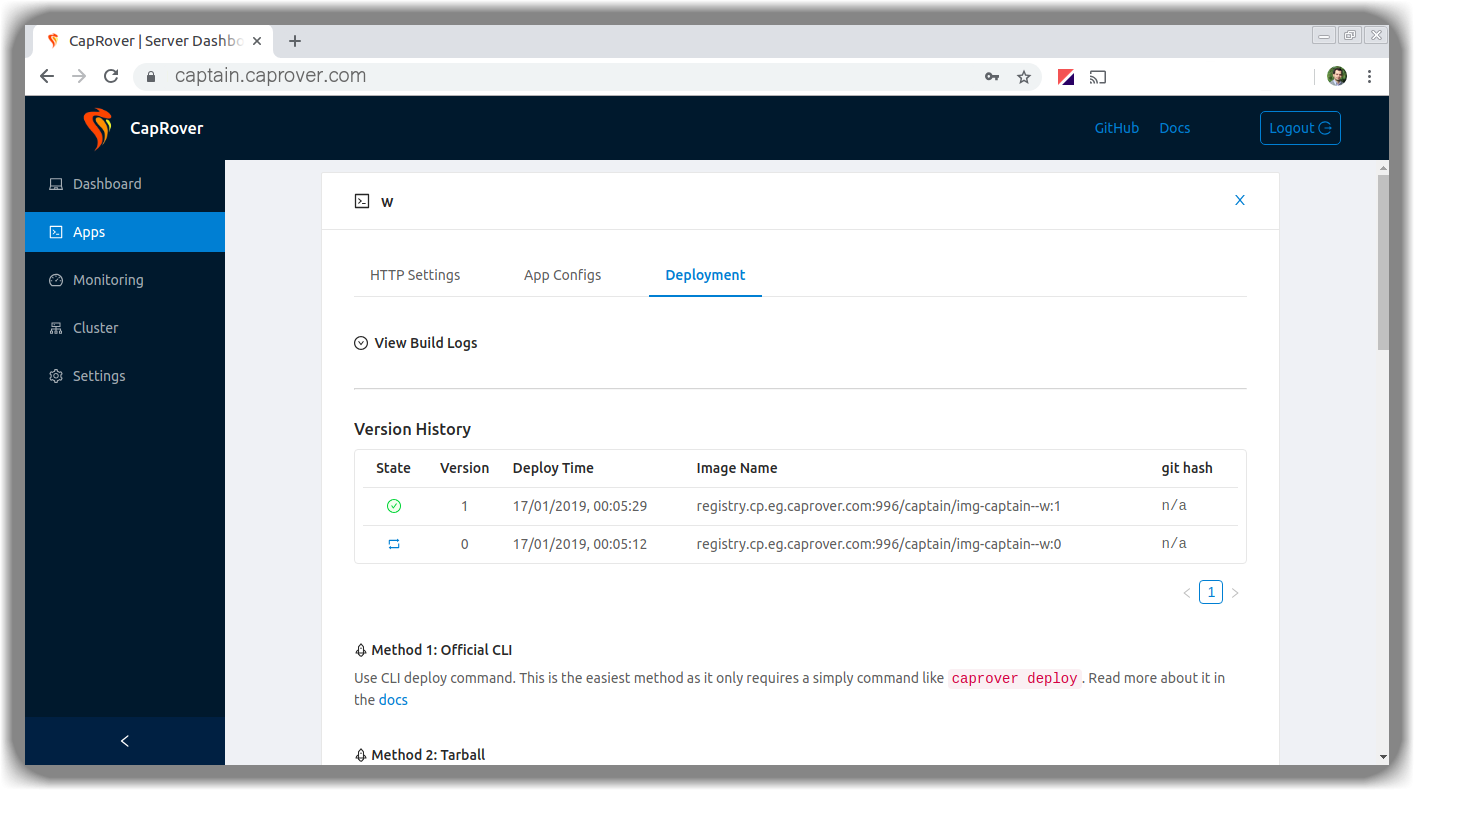 CapRover | Server Dashbo
captain.caprover.com
CapRover
GitHub Docs Logout
Dashboard
Apps
Monitoring
Cluster
Settings
w
X
HTTP Settings App Configs Deployment
View Build Logs
Version History
State Version Deploy Time Image Name git hash
1 17/01/2019, 00:05:29 registry.cp.eg.caprover.com:996/captain/img-captain--w:1 n/a
0 17/01/2019, 00:05:12 registry.cp.eg.caprover.com:996/captain/img-captain--w:0 n/a
1
Method 1: Official CLI
Use CLI deploy command. This is the easiest method as it only requires a simply command like caprover deploy. Read more about it in
the docs
Method 2: Tarball